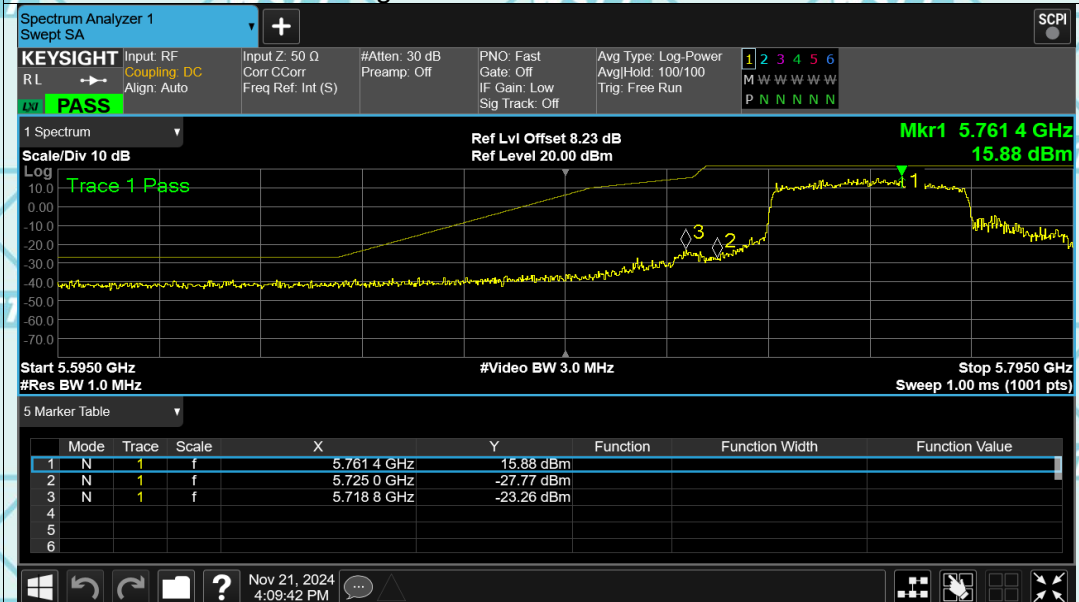 Spectrum Analyzer 1
Swept SA
+
SCPI
KEYSIGHT
RL
LXI PASS
Input: RF
Coupling: DC
Align: Auto
Input Z: 50 Ω
Corr CCorr
Freq Ref: Int (S)
#Atten: 30 dB
Preamp: Off
PNO: Fast
Gate: Off
IF Gain: Low
Sig Track: Off
Avg Type: Log-Power
Avg|Hold: 100/100
Trig: Free Run
1 2 3 4 5 6
M W W W W W
P N N N N N
1 Spectrum
Scale/Div 10 dB
Ref Lvl Offset 8.23 dB
Ref Level 20.00 dBm
Mkr1 5.761 4 GHz
15.88 dBm
Log
Trace 1 Pass
10.0
0.00
-10.0
-20.0
-30.0
-40.0
-50.0
-60.0
-70.0
3
2
1
Start 5.5950 GHz
#Res BW 1.0 MHz
#Video BW 3.0 MHz
Stop 5.7950 GHz
Sweep 1.00 ms (1001 pts)
5 Marker Table
Mode Trace Scale X Y Function Function Width Function Value
1 N 1 f 5.761 4 GHz 15.88 dBm
2 N 1 f 5.725 0 GHz -27.77 dBm
3 N 1 f 5.718 8 GHz -23.26 dBm
4
5
6
?
Nov 21, 2024
4:09:42 PM